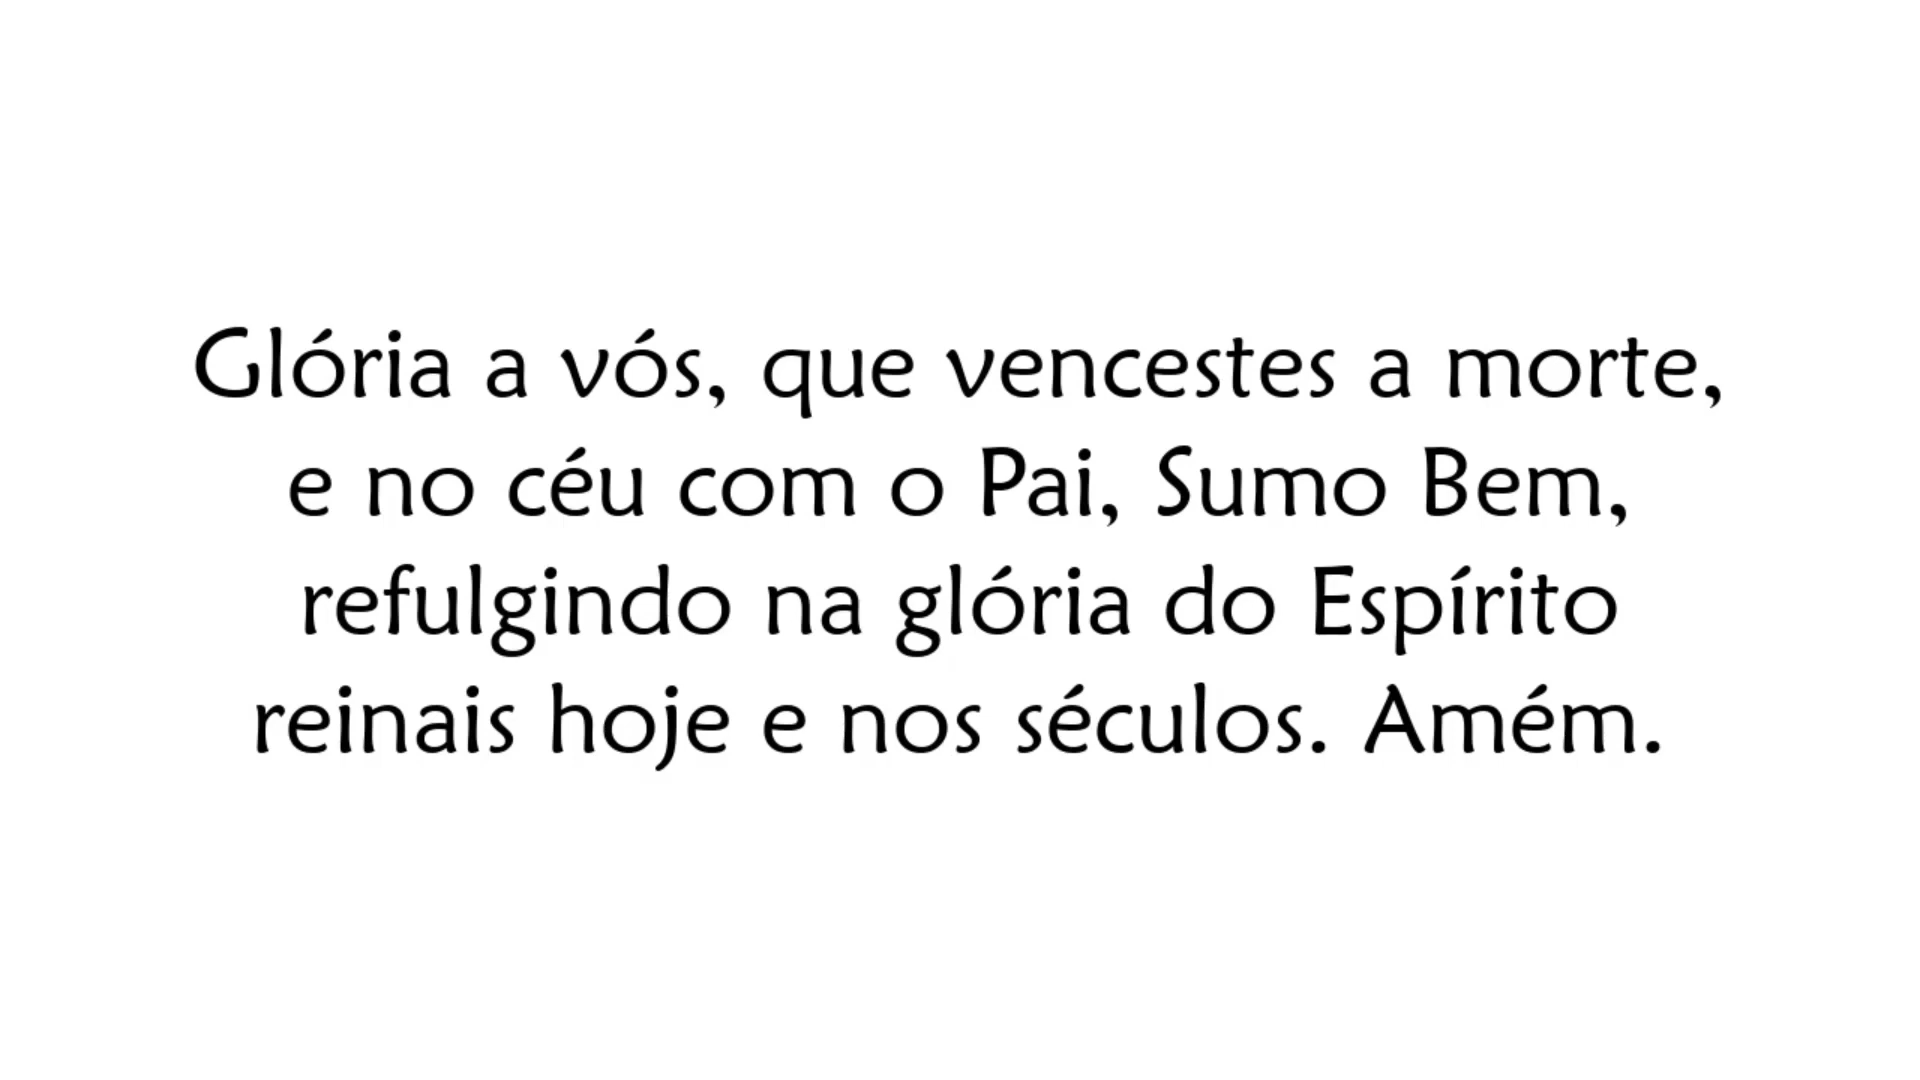 Glória a vós, que vencestes a morte,
e no céu com o Pai, Sumo Bem,
refulgindo na glória do Espírito
reinais hoje e nos séculos. Amém.